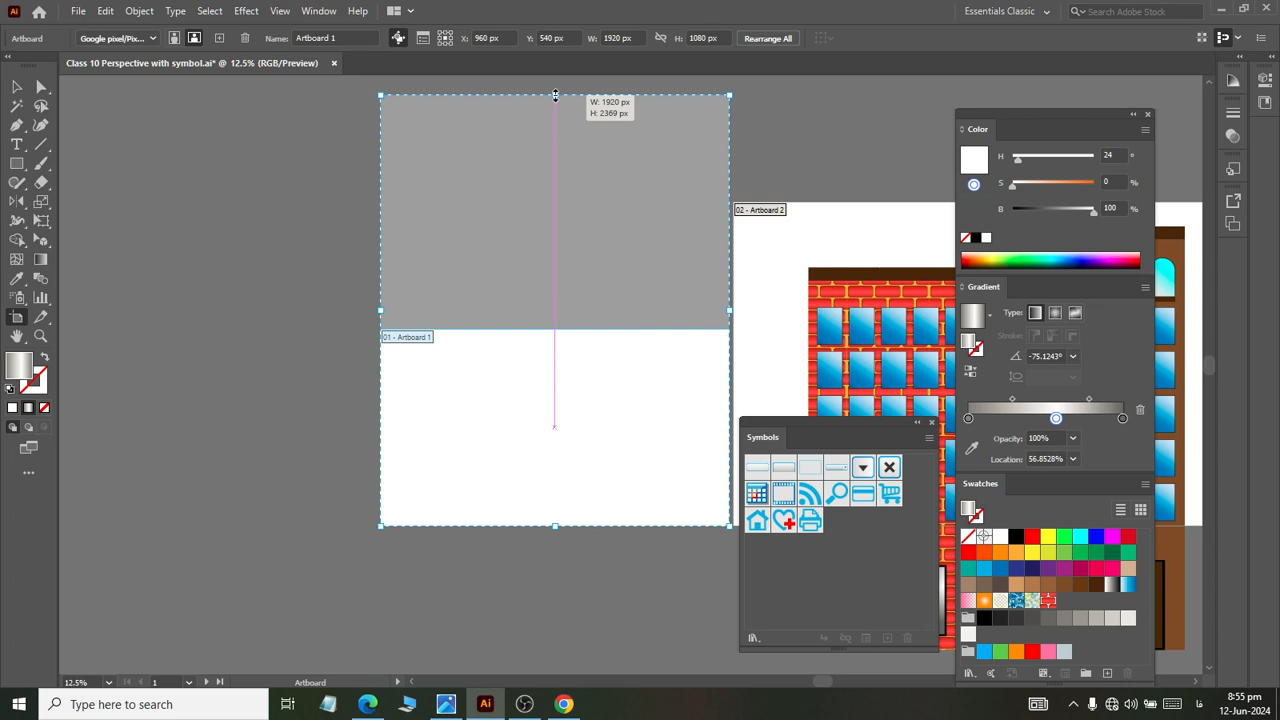 Ai File Edit Object Type Select Effect View Window Help Essentials Classic Search Adobe Stock
Artboard Google pixel/Pix... Name: Artboard 1 X: 960 px Y: 540 px W: 1920 px H: 1080 px Rearrange All
Class 10 Perspective with symbol.ai* @ 12.5% (RGB/Preview)
W: 1920 px
H: 2369 px
Color
H 24 °
S 0 %
B 100 %
02 - Artboard 2
Gradient
Type:
Stroke:
-75.1243°
01 - Artboard 1
Opacity: 100%
Location: 56.8528%
Symbols
Swatches
12.5% 1 Artboard
Type here to search
Ai
8:55 pm
12-Jun-2024